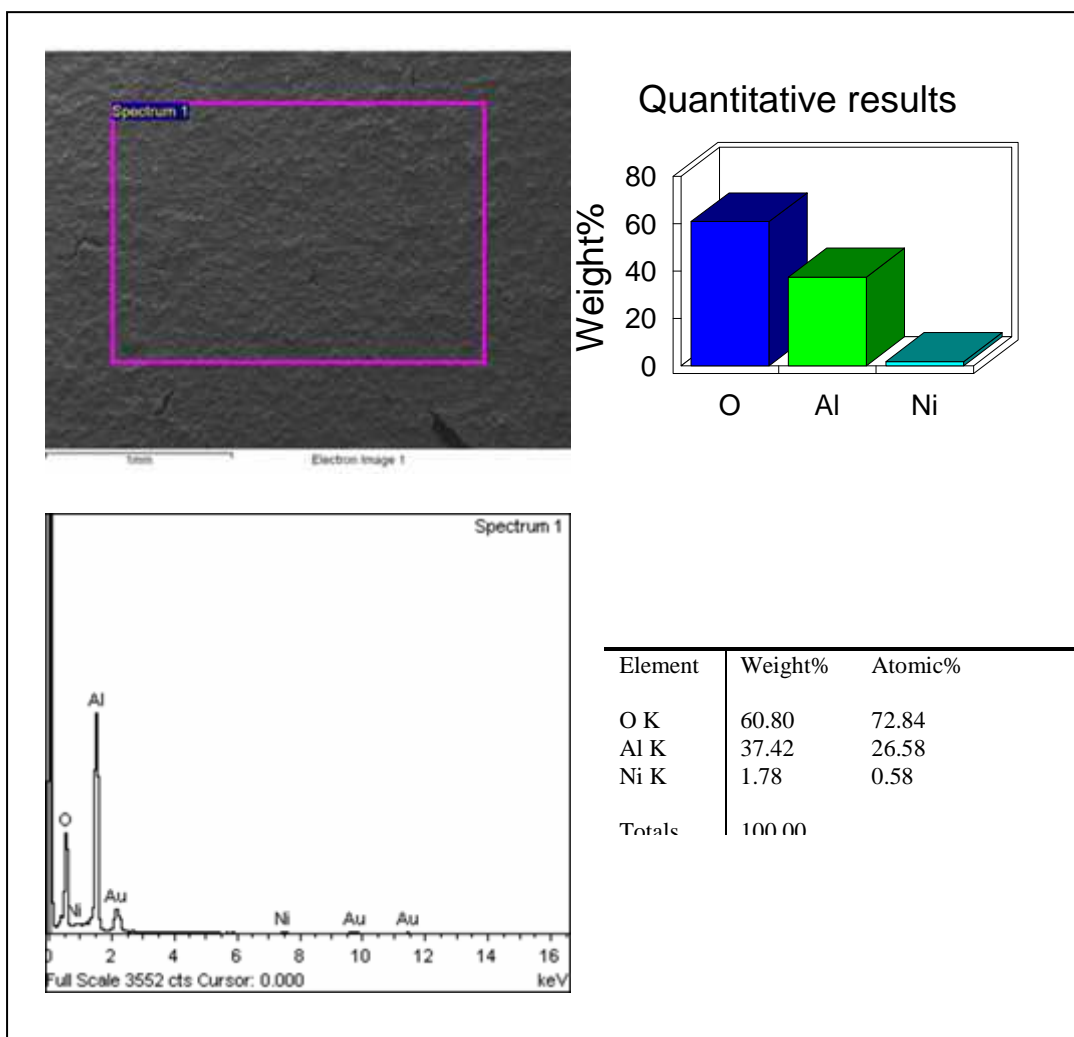 Spectrum 1
1mm
Electron Image 1
Quantitative results
Weight%
80
60
40
20
0
O Al Ni
Spectrum 1
Al
O
Ni
Au
Ni
Au
Au
0 2 4 6 8 10 12 14 16
Full Scale 3552 cts Cursor: 0.000 keV
Element Weight% Atomic%
O K 60.80 72.84
Al K 37.42 26.58
Ni K 1.78 0.58
Totals 100.00